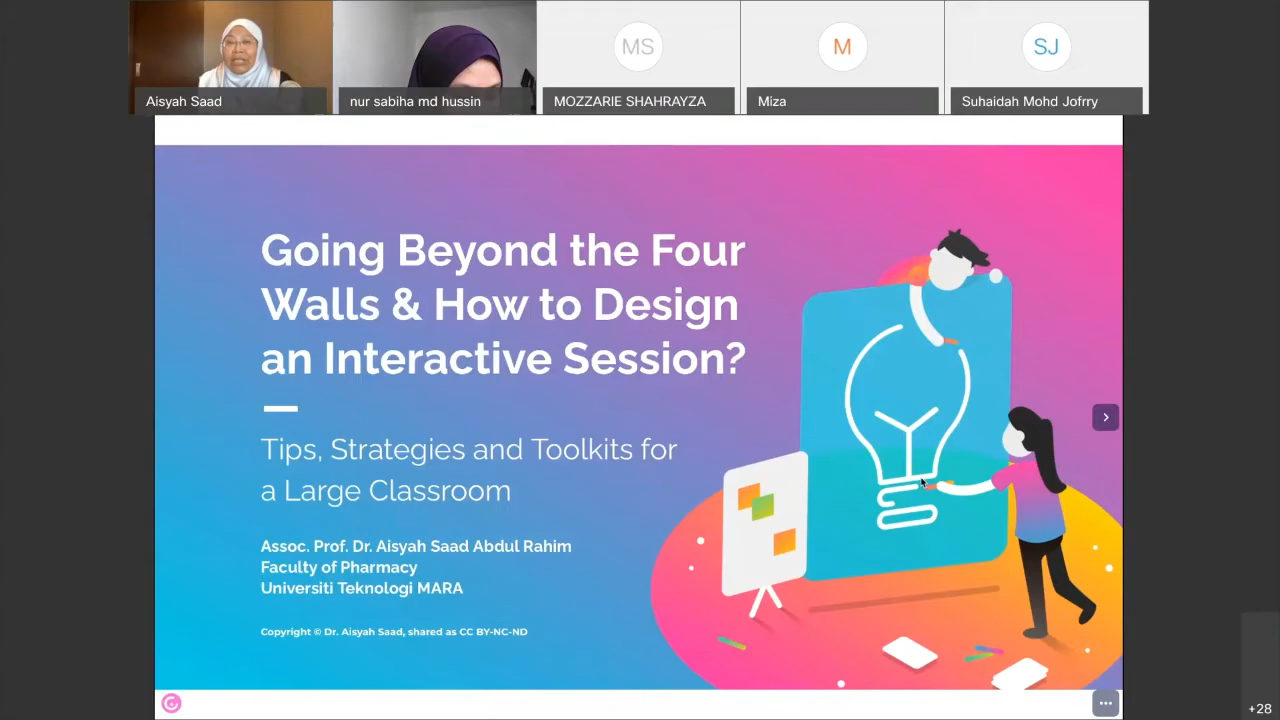 MS
M
SJ
Aisyah Saad
nur sabiha md hussin
MOZZARIE SHAHRAYZA
Miza
Suhaidah Mohd Jofrry
Going Beyond the Four
Walls & How to Design
an Interactive Session?
Tips, Strategies and Toolkits for
a Large Classroom
Assoc. Prof. Dr. Aisyah Saad Abdul Rahim
Faculty of Pharmacy
Universiti Teknologi MARA
Copyright © Dr. Aisyah Saad, shared as CC BY-NC-ND
+28